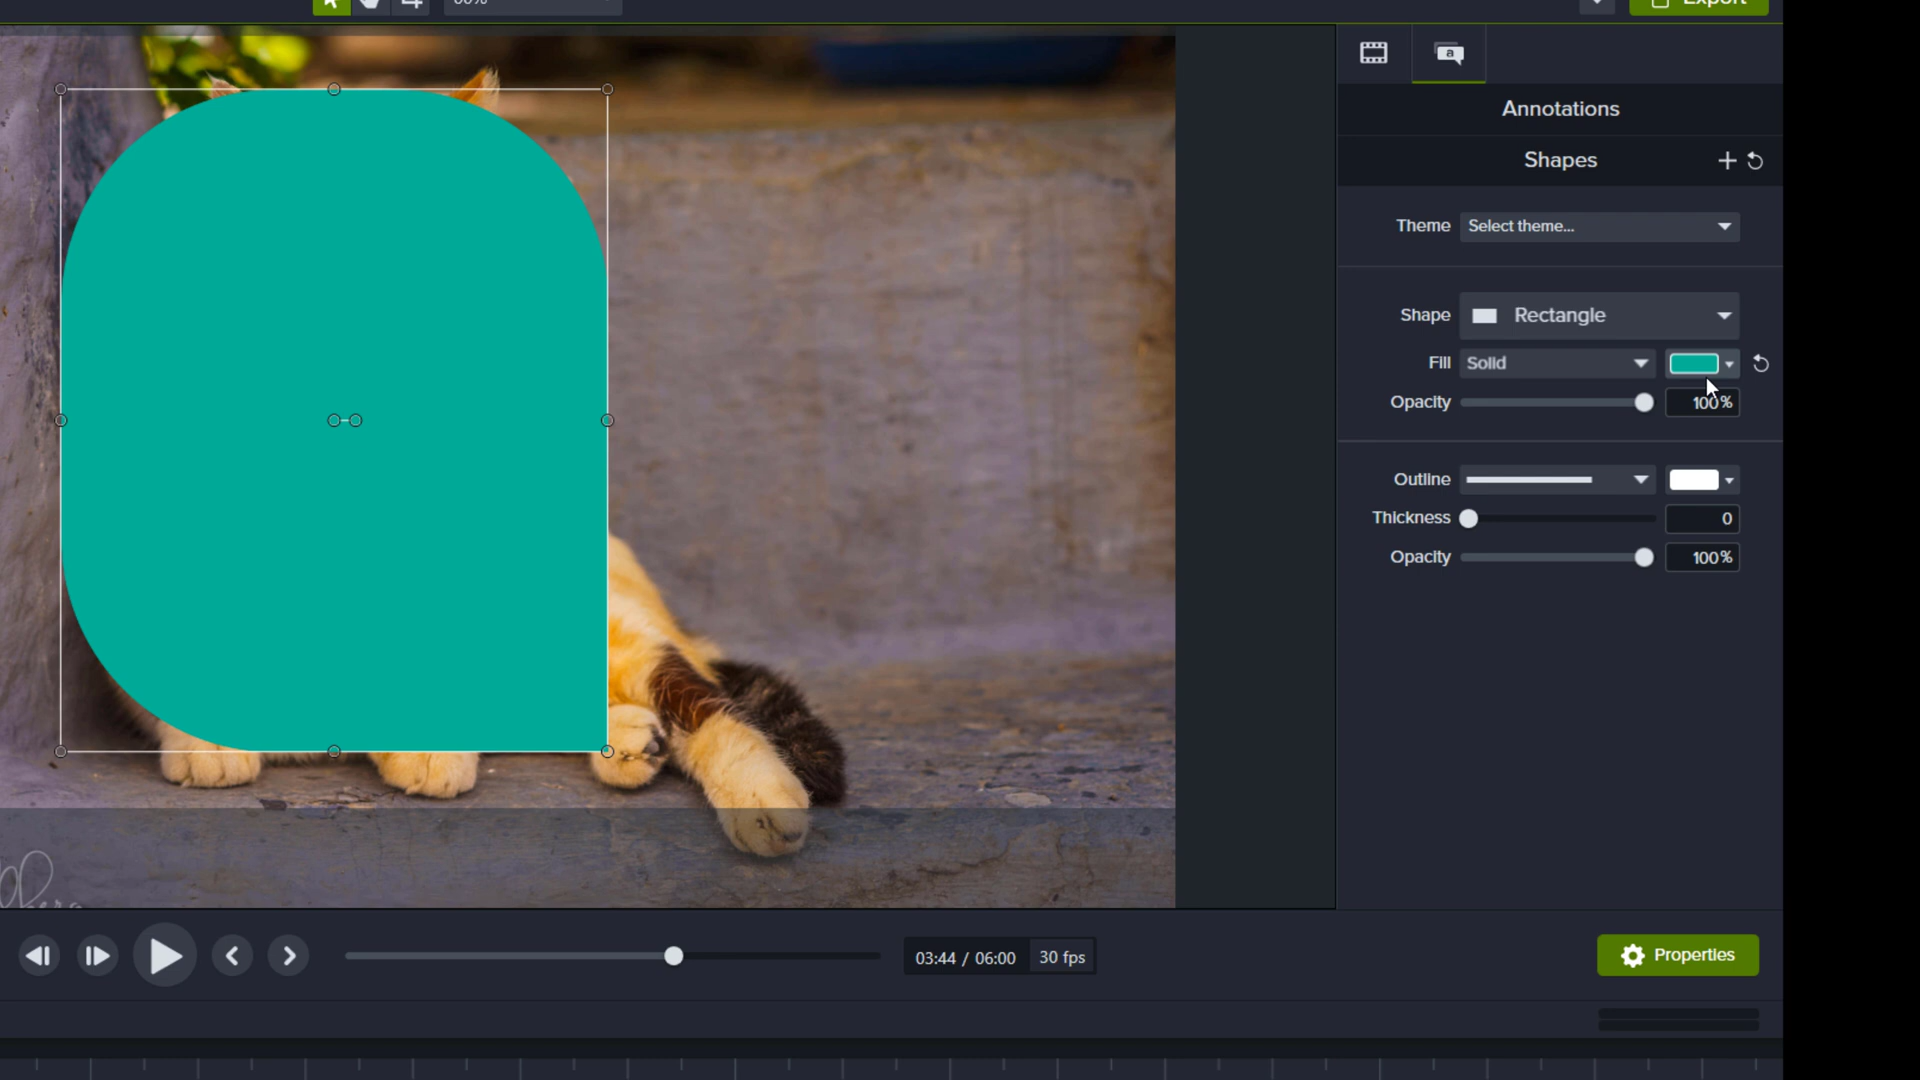 Export
Annotations
Shapes
Theme Select theme...
Shape Rectangle
Fill Solid
Opacity 100%
Outline
Thickness 0
Opacity 100%
03:44 / 06:00 30 fps
Properties